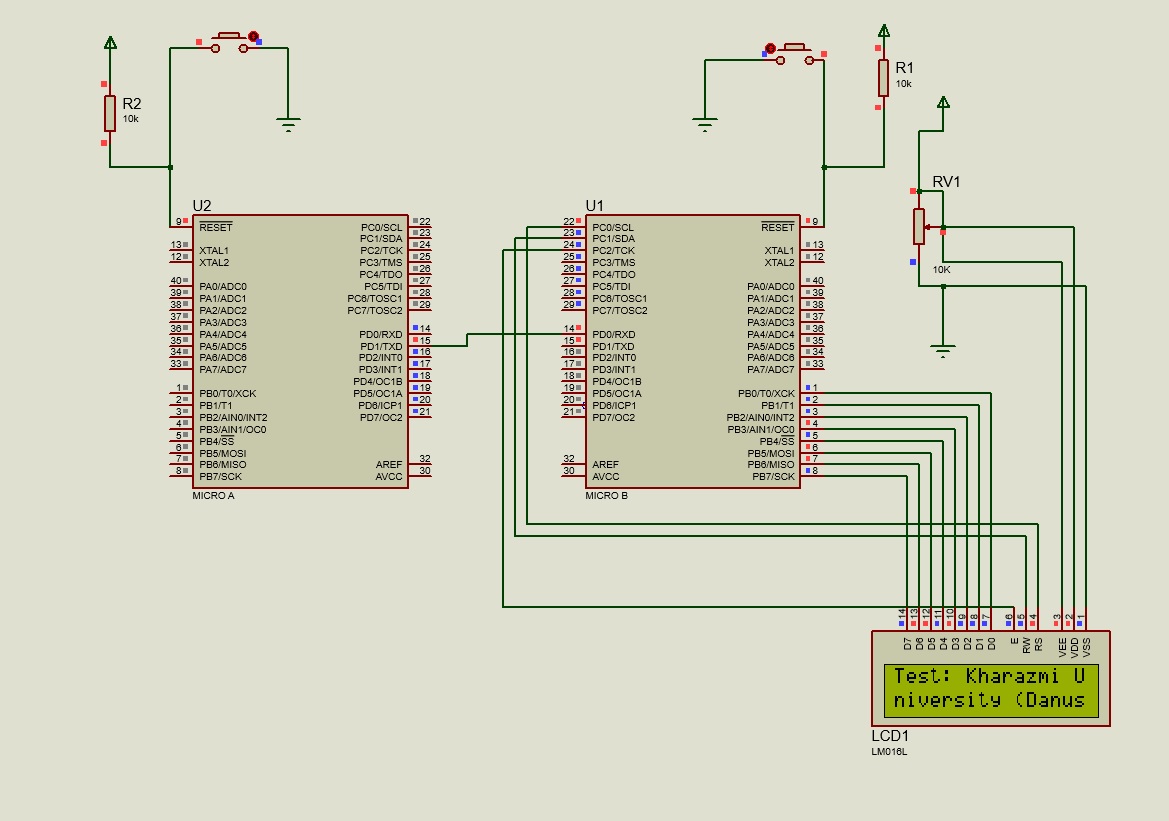 R2
10k
R1
10k
RV1
10K
U2
9 RESET
13 XTAL1
12 XTAL2
40 PA0/ADC0
39 PA1/ADC1
38 PA2/ADC2
37 PA3/ADC3
36 PA4/ADC4
35 PA5/ADC5
34 PA6/ADC6
33 PA7/ADC7
1 PB0/T0/XCK
2 PB1/T1
3 PB2/AIN0/INT2
4 PB3/AIN1/OC0
5 PB4/SS
6 PB5/MOSI
7 PB6/MISO
8 PB7/SCK
PC0/SCL 22
PC1/SDA 23
PC2/TCK 24
PC3/TMS 25
PC4/TDO 26
PC5/TDI 27
PC6/TOSC1 28
PC7/TOSC2 29
PD0/RXD 14
PD1/TXD 15
PD2/INT0 16
PD3/INT1 17
PD4/OC1B 18
PD5/OC1A 19
PD6/ICP1 20
PD7/OC2 21
AREF 32
AVCC 30
MICRO A
U1
22 PC0/SCL
23 PC1/SDA
24 PC2/TCK
25 PC3/TMS
26 PC4/TDO
27 PC5/TDI
28 PC6/TOSC1
29 PC7/TOSC2
14 PD0/RXD
15 PD1/TXD
16 PD2/INT0
17 PD3/INT1
18 PD4/OC1B
19 PD5/OC1A
20 PD6/ICP1
21 PD7/OC2
32 AREF
30 AVCC
RESET 9
XTAL1 13
XTAL2 12
PA0/ADC0 40
PA1/ADC1 39
PA2/ADC2 38
PA3/ADC3 37
PA4/ADC4 36
PA5/ADC5 35
PA6/ADC6 34
PA7/ADC7 33
PB0/T0/XCK 1
PB1/T1 2
PB2/AIN0/INT2 3
PB3/AIN1/OC0 4
PB4/SS 5
PB5/MOSI 6
PB6/MISO 7
PB7/SCK 8
MICRO B
14 13 12 11 10 9 8 7 6 5 4 3 2 1
D7 D6 D5 D4 D3 D2 D1 D0 E RW RS VEE VDD VSS
Test: Kharazmi U
niversity (Danus
LCD1
LM016L